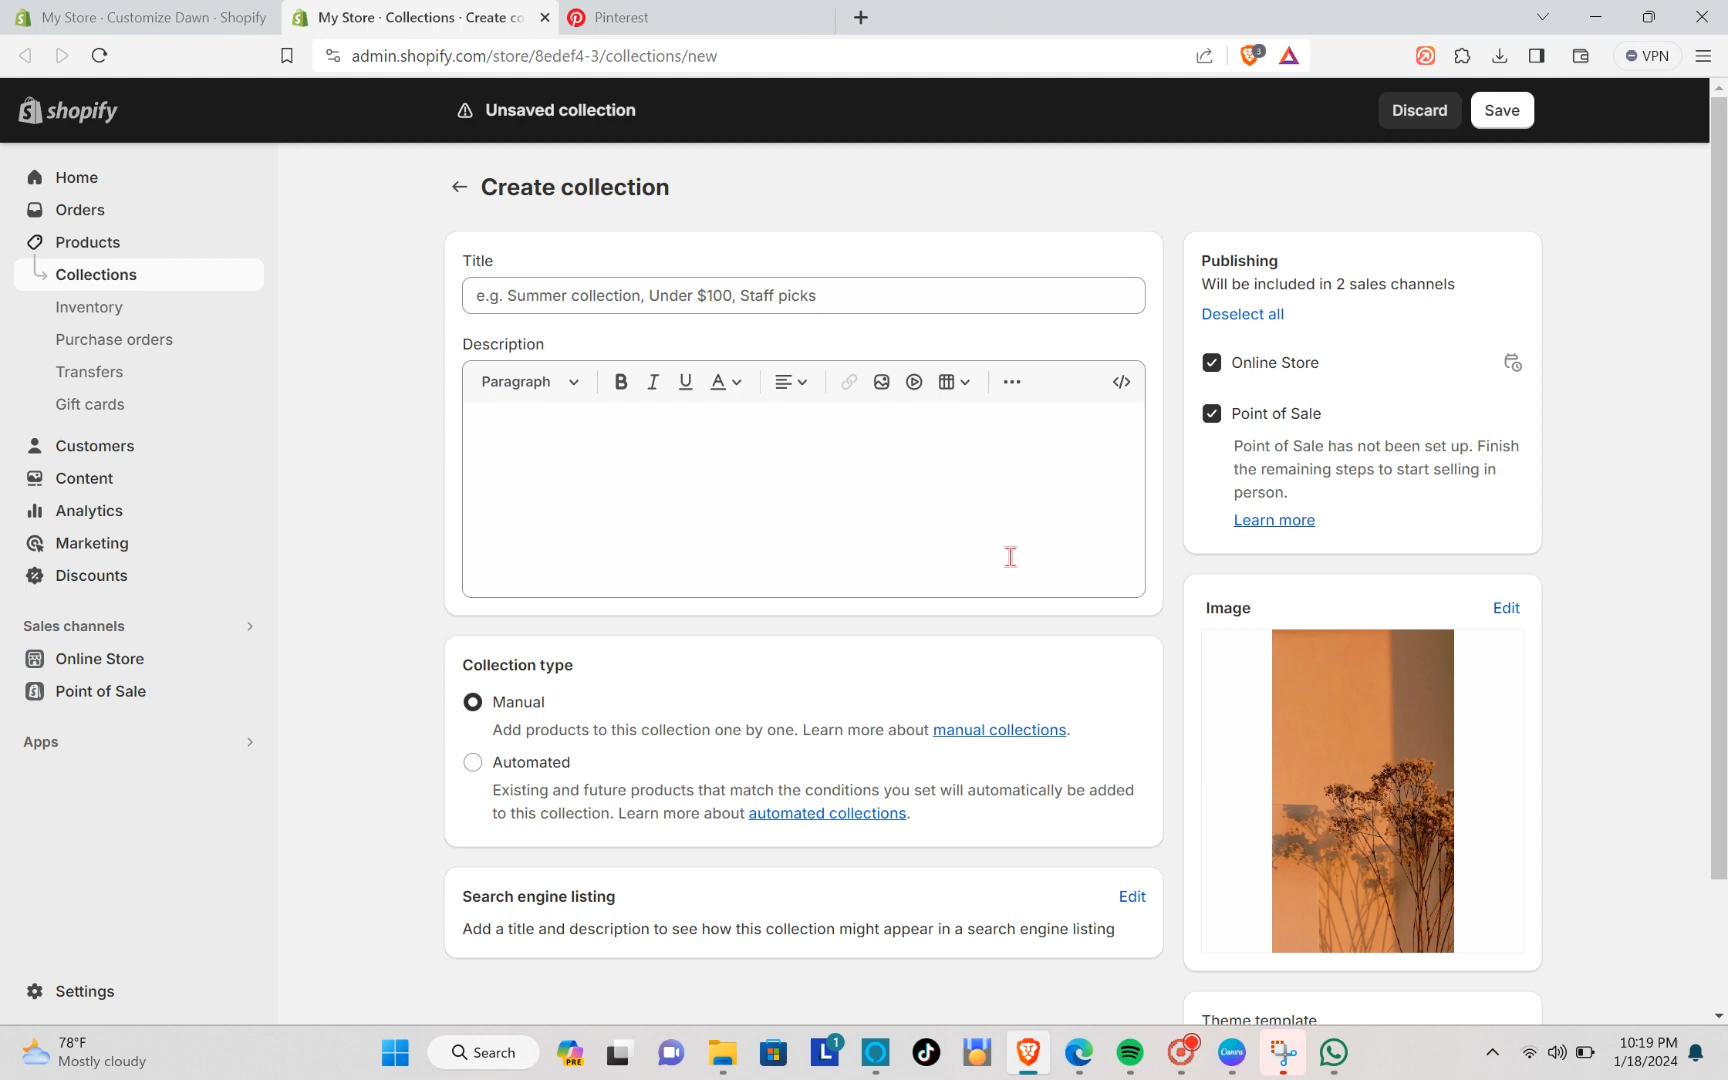 My Store · Customize Dawn · Shopify
My Store · Collections · Create co
Pinterest
admin.shopify.com/store/8edef4-3/collections/new
3
VPN
shopify
Unsaved collection
Discard
Save
Home
Orders
Products
Collections
Inventory
Purchase orders
Transfers
Gift cards
Customers
Content
Analytics
Marketing
Discounts
Sales channels
Online Store
Point of Sale
Apps
Settings
Create collection
Title
e.g. Summer collection, Under $100, Staff picks
Description
Paragraph
B I U A
Collection type
Manual
Add products to this collection one by one. Learn more about manual collections.
Automated
Existing and future products that match the conditions you set will automatically be added
to this collection. Learn more about automated collections.
Search engine listing
Edit
Add a title and description to see how this collection might appear in a search engine listing
Publishing
Will be included in 2 sales channels
Deselect all
Online Store
Point of Sale
Point of Sale has not been set up. Finish
the remaining steps to start selling in
person.
Learn more
Image
Edit
Theme template
78°F
Mostly cloudy
Search
PRE
L
1
Canva
10:19 PM
1/18/2024